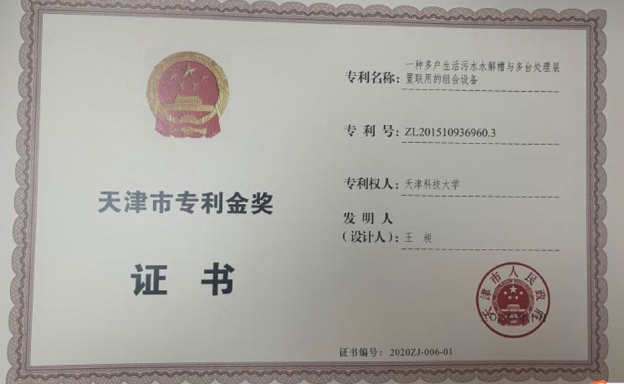 天津市专利金奖
证书
专利名称：一种多户生活污水水解槽与多台处理装
置联用的组合设备
专利号：ZL201510936960.3
专利权人：天津科技大学
发明人
（设计人）：王昶
天津市人民政府
证书编号：2020ZJ-006-01